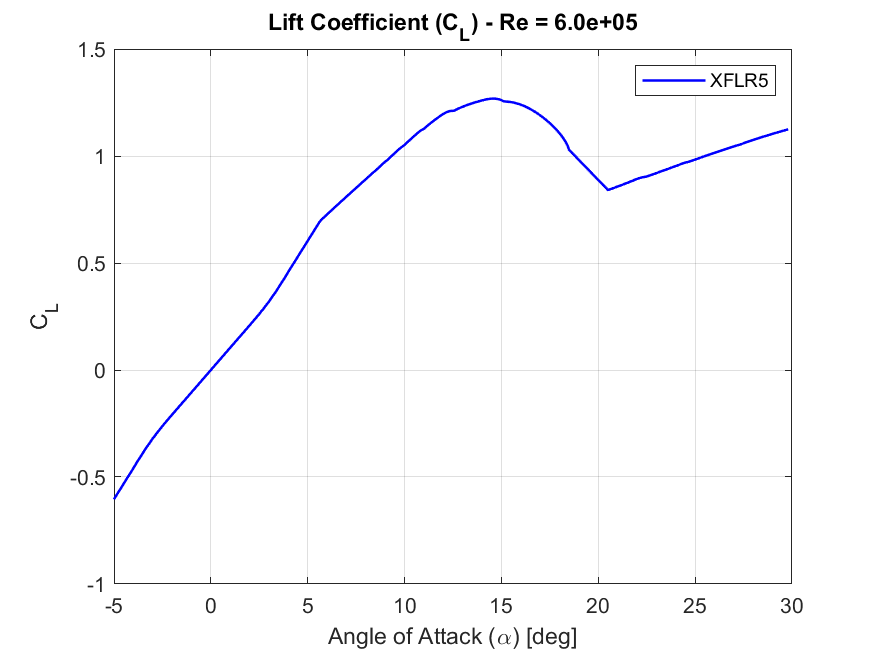 Lift Coefficient (C_L) - Re = 6.0e+05
XFLR5
1.5
1
0.5
0
-0.5
-1
C_L
-5 0 5 10 15 20 25 30
Angle of Attack (α) [deg]